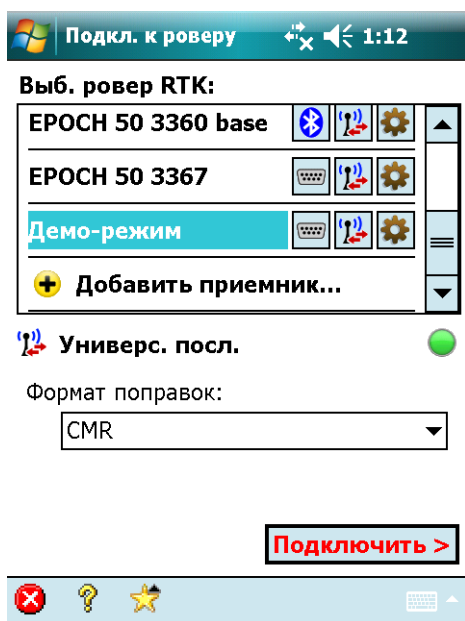 Подкл. к роверу 1:12
Выб. ровер RTK:
EPOCH 50 3360 base
EPOCH 50 3367
Демо-режим
Добавить приемник...
Универс. посл.
Формат поправок:
CMR
Подключить >